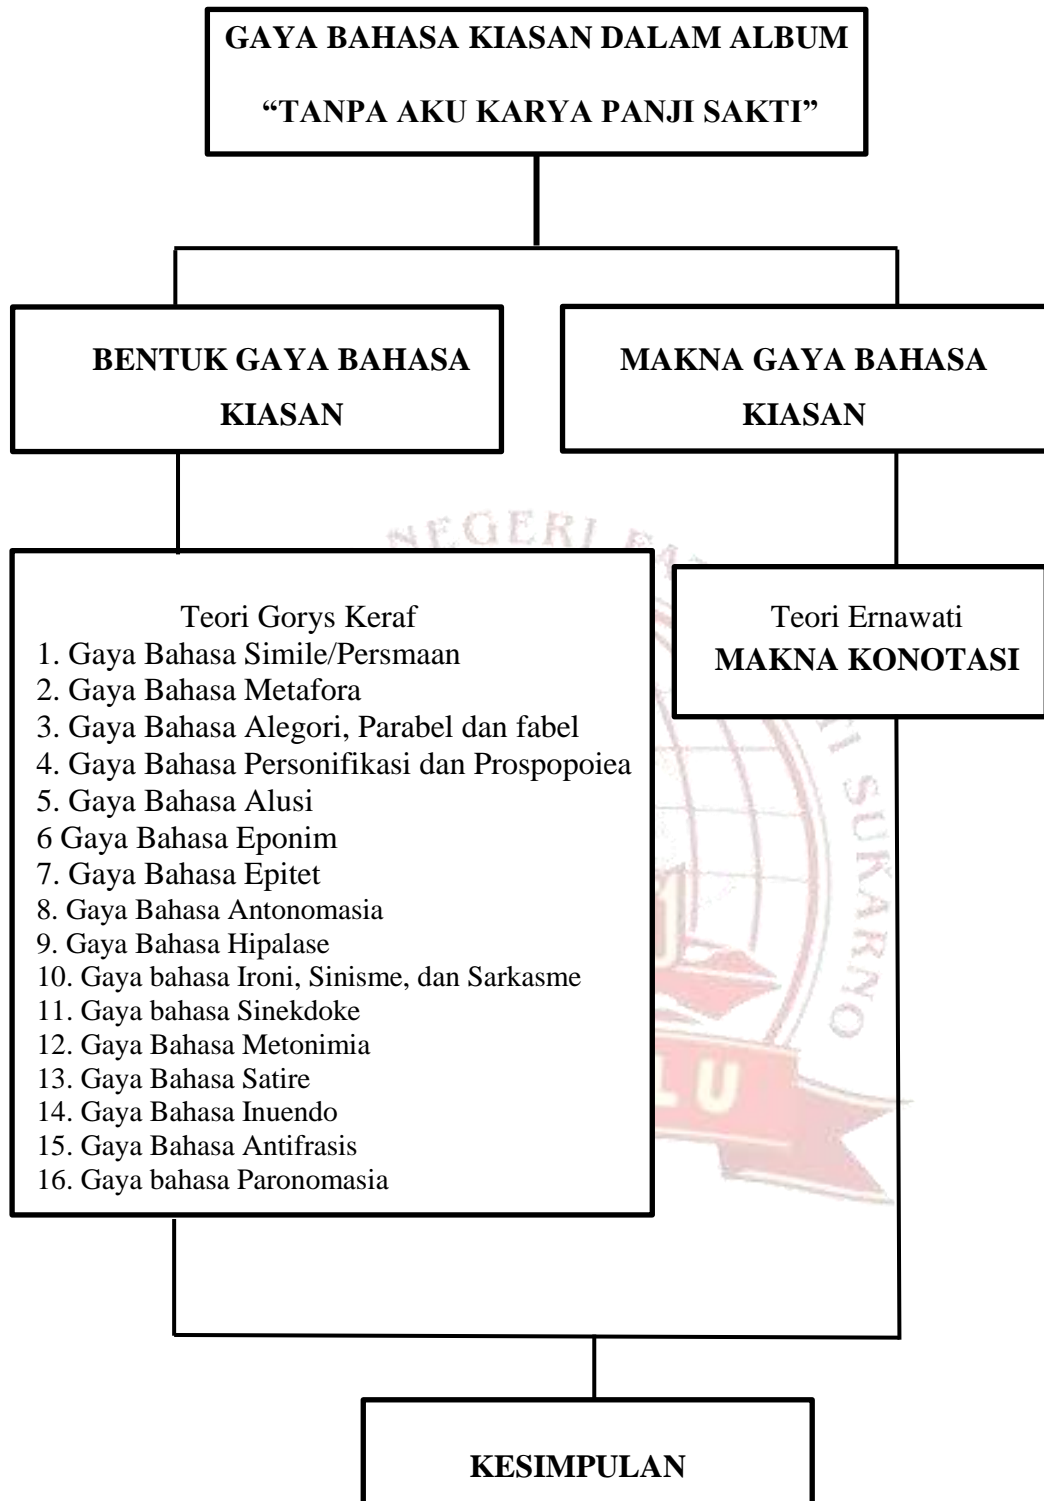 GAYA BAHASA KIASAN DALAM ALBUM
“TANPA AKU KARYA PANJI SAKTI”
BENTUK GAYA BAHASA
KIASAN
MAKNA GAYA BAHASA
KIASAN
Teori Gorys Keraf
1. Gaya Bahasa Simile/Persmaan
2. Gaya Bahasa Metafora
3. Gaya Bahasa Alegori, Parabel dan fabel
4. Gaya Bahasa Personifikasi dan Prospopoiea
5. Gaya Bahasa Alusi
6 Gaya Bahasa Eponim
7. Gaya Bahasa Epitet
8. Gaya Bahasa Antonomasia
9. Gaya Bahasa Hipalase
10. Gaya bahasa Ironi, Sinisme, dan Sarkasme
11. Gaya bahasa Sinekdoke
12. Gaya Bahasa Metonimia
13. Gaya Bahasa Satire
14. Gaya Bahasa Inuendo
15. Gaya Bahasa Antifrasis
16. Gaya bahasa Paronomasia
Teori Ernawati
MAKNA KONOTASI
NEGERI
SUKARNO
LU
KESIMPULAN